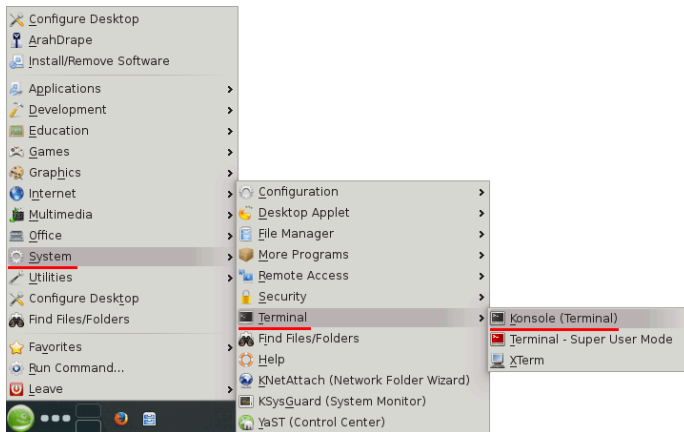 Configure Desktop
ArahDrape
Install/Remove Software
Applications
Development
Education
Games
Graphics
Internet
Multimedia
Office
System
Utilities
Configure Desktop
Find Files/Folders
Favorites
Run Command...
Leave
Configuration
Desktop Applet
File Manager
More Programs
Remote Access
Security
Terminal
Find Files/Folders
Help
KNetAttach (Network Folder Wizard)
KSysGuard (System Monitor)
YaST (Control Center)
Konsole (Terminal)
Terminal - Super User Mode
XTerm